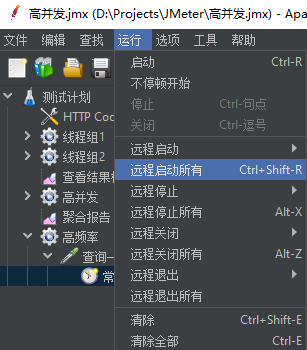 高并发.jmx (D:\Projects\JMeter\高并发.jmx) - Apa
文件 编辑 查找 运行 选项 工具 帮助
启动 Ctrl-R
不停顿开始
停止 Ctrl-句点
关闭 Ctrl-逗号
远程启动
远程启动所有 Ctrl+Shift-R
远程停止
远程停止所有 Alt-X
远程关闭
远程关闭所有 Alt-Z
远程退出
远程退出所有
清除 Ctrl+Shift-E
清除全部 Ctrl-E
测试计划
HTTP Coo
线程组1
线程组2
查看结果
高并发
聚合报告
高频率
查询一
常